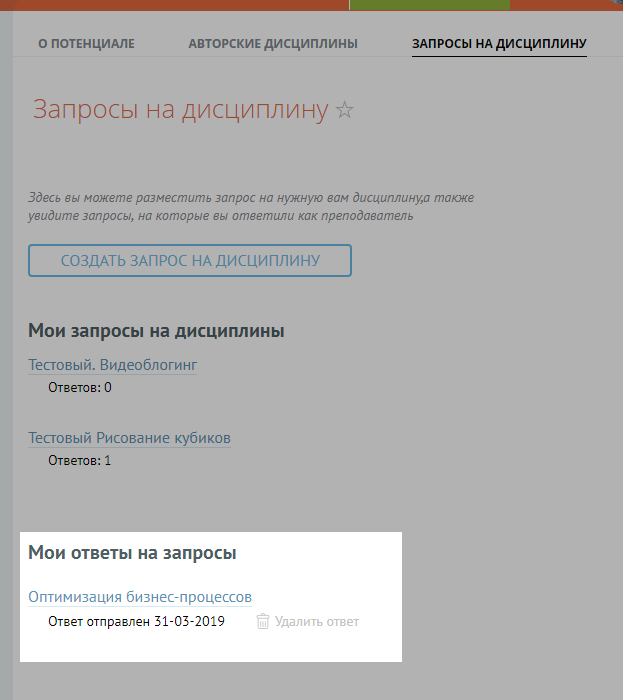 О ПОТЕНЦИАЛЕ АВТОРСКИЕ ДИСЦИПЛИНЫ ЗАПРОСЫ НА ДИСЦИПЛИНУ
Запросы на дисциплину
Здесь вы можете разместить запрос на нужную вам дисциплину,а также
увидите запросы, на которые вы ответили как преподаватель
СОЗДАТЬ ЗАПРОС НА ДИСЦИПЛИНУ
Мои запросы на дисциплины
Тестовый. Видеоблогинг
Ответов: 0
Тестовый Рисование кубиков
Ответов: 1
Мои ответы на запросы
Оптимизация бизнес-процессов
Ответ отправлен 31-03-2019 Удалить ответ